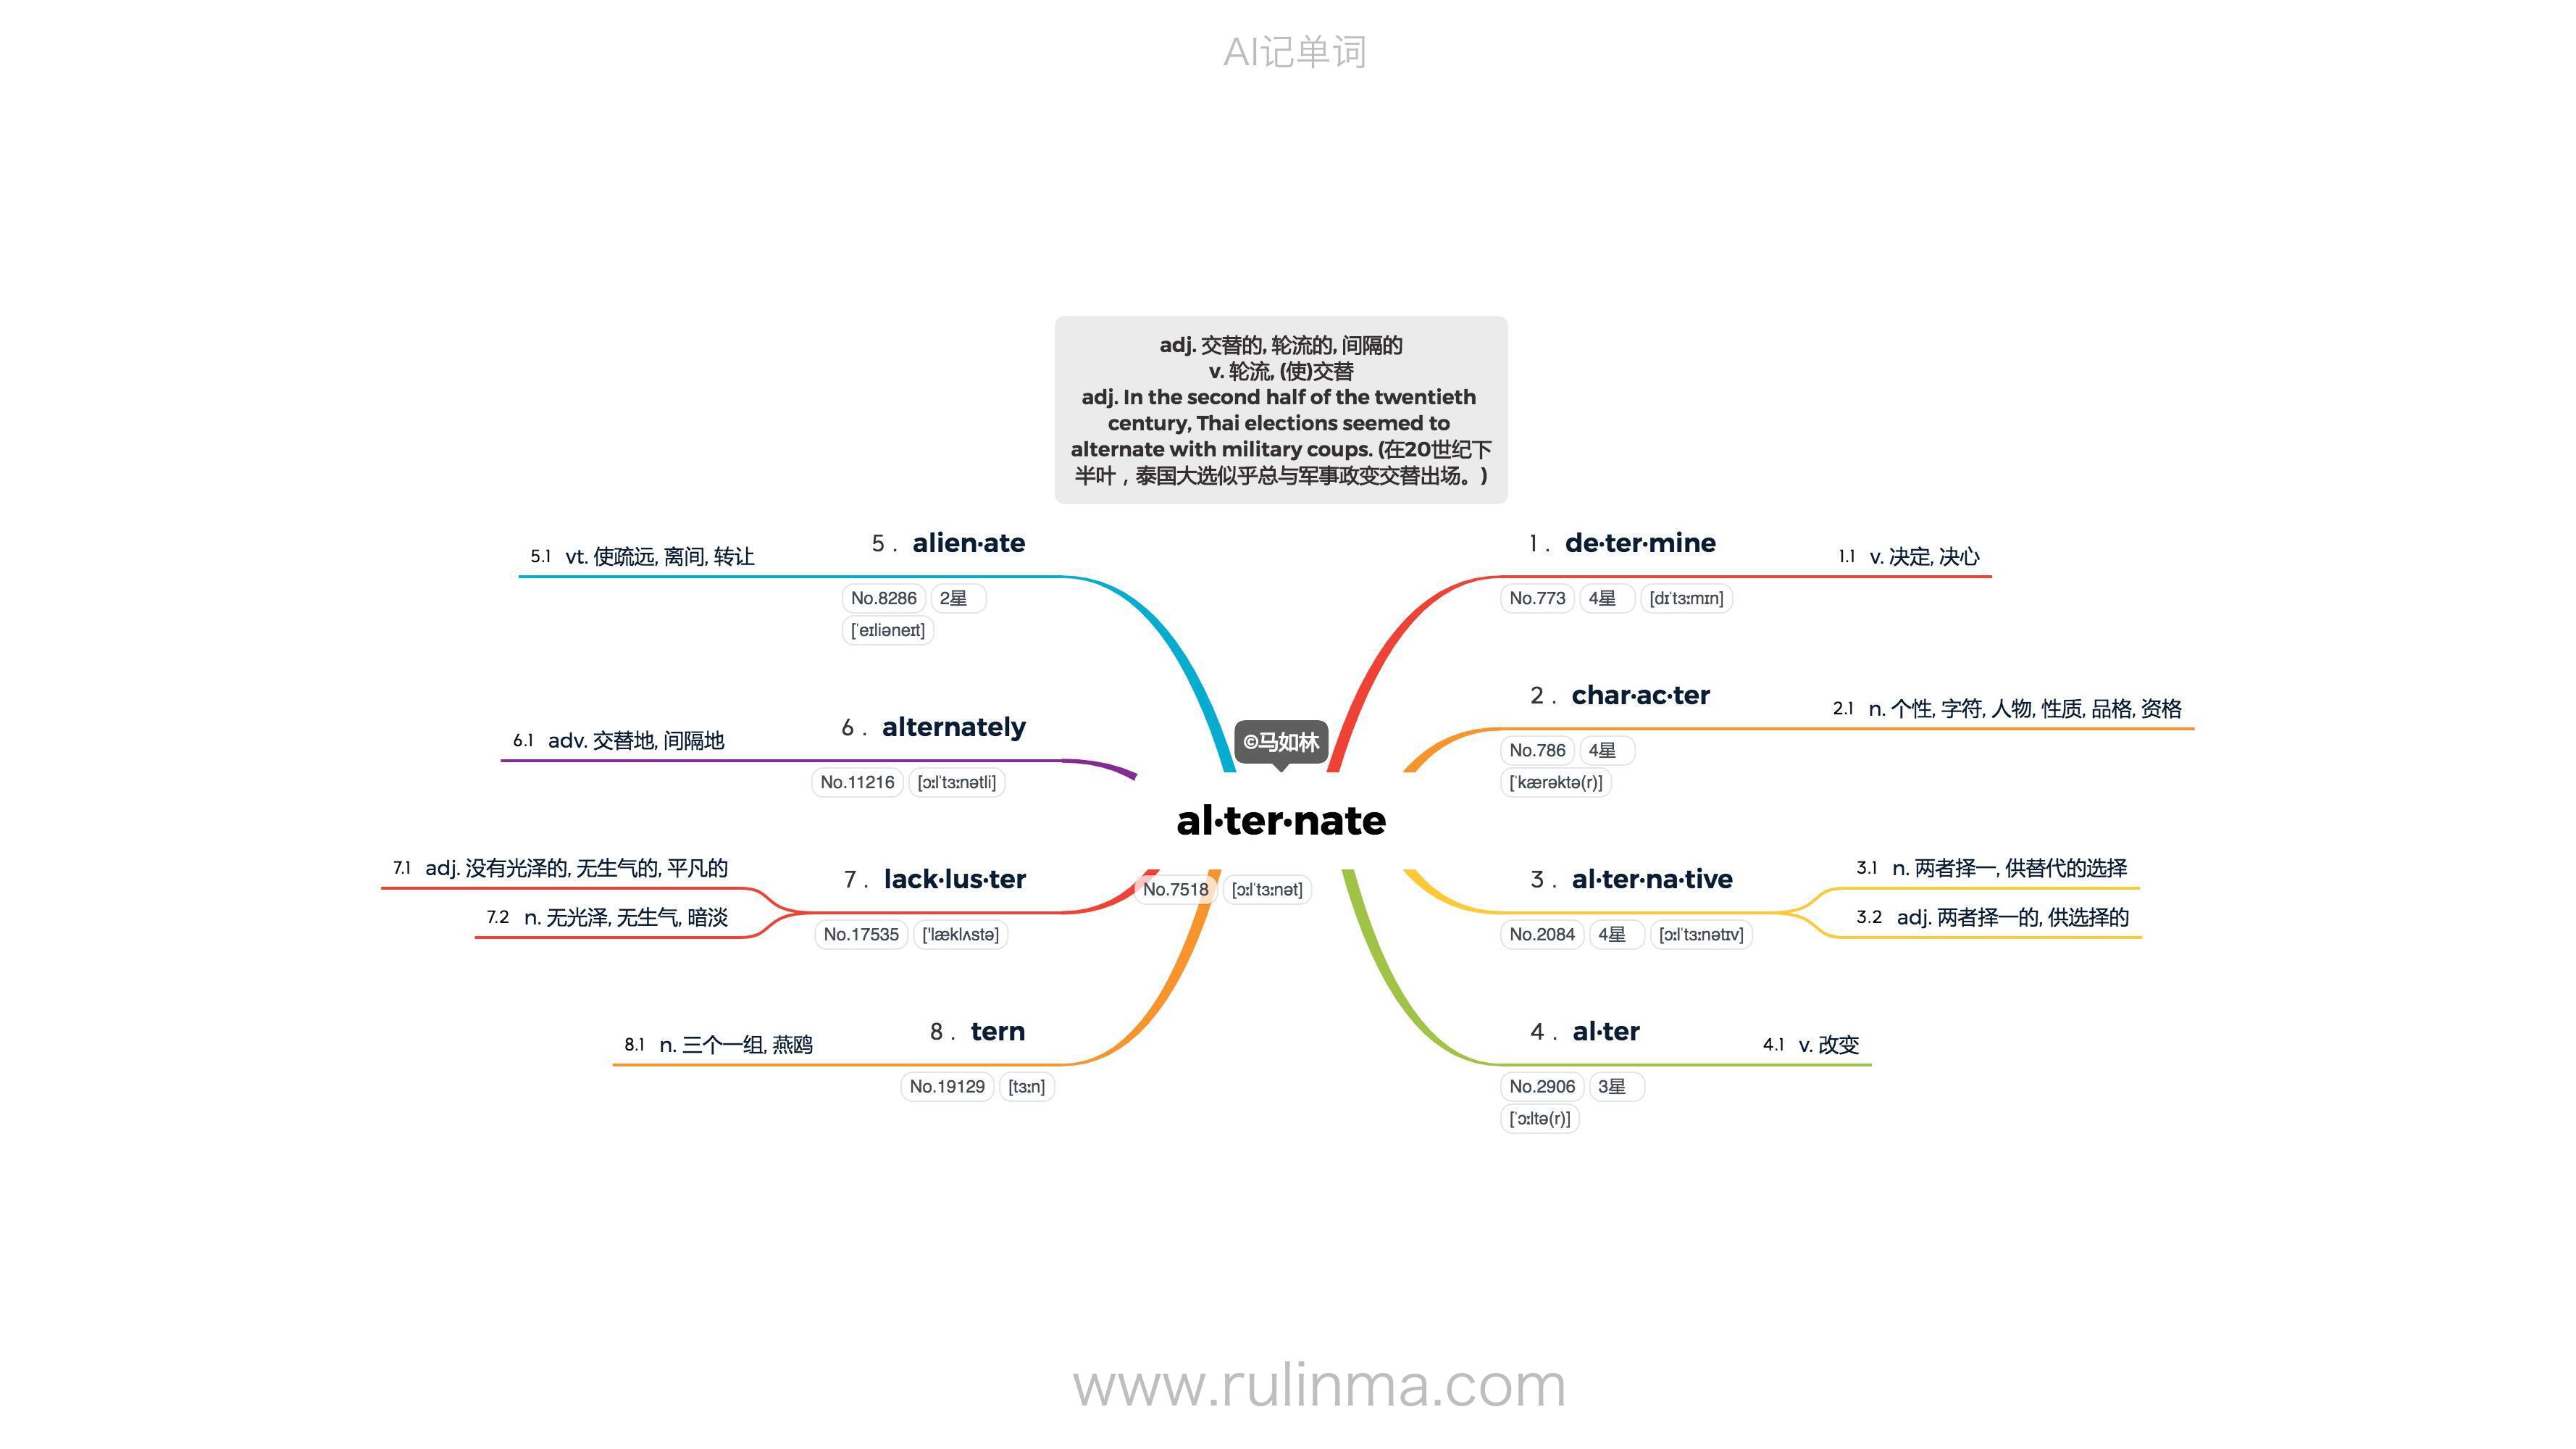 AI记单词
adj. 交替的, 轮流的, 间隔的
v. 轮流, (使)交替
adj. In the second half of the twentieth
century, Thai elections seemed to
alternate with military coups. (在20世纪下
半叶，泰国大选似乎总与军事政变交替出场。)
©马如林
al·ter·nate
No.7518 [ɔːlˈtɜːnət]
1 . de·ter·mine
No.773 4星 [dɪˈtɜːmɪn]
1.1 v. 决定, 决心
2 . char·ac·ter
No.786 4星
[ˈkærəktə(r)]
2.1 n. 个性, 字符, 人物, 性质, 品格, 资格
3 . al·ter·na·tive
No.2084 4星 [ɔːlˈtɜːnətɪv]
3.1 n. 两者择一, 供替代的选择
3.2 adj. 两者择一的, 供选择的
4 . al·ter
No.2906 3星
[ˈɔːltə(r)]
4.1 v. 改变
5 . alien·ate
No.8286 2星
[ˈeɪliəneɪt]
5.1 vt. 使疏远, 离间, 转让
6 . alternately
No.11216 [ɔːlˈtɜːnətli]
6.1 adv. 交替地, 间隔地
7 . lack·lus·ter
No.17535 ['læklʌstə]
7.1 adj. 没有光泽的, 无生气的, 平凡的
7.2 n. 无光泽, 无生气, 暗淡
8 . tern
No.19129 [tɜːn]
8.1 n. 三个一组, 燕鸥
www.rulinma.com